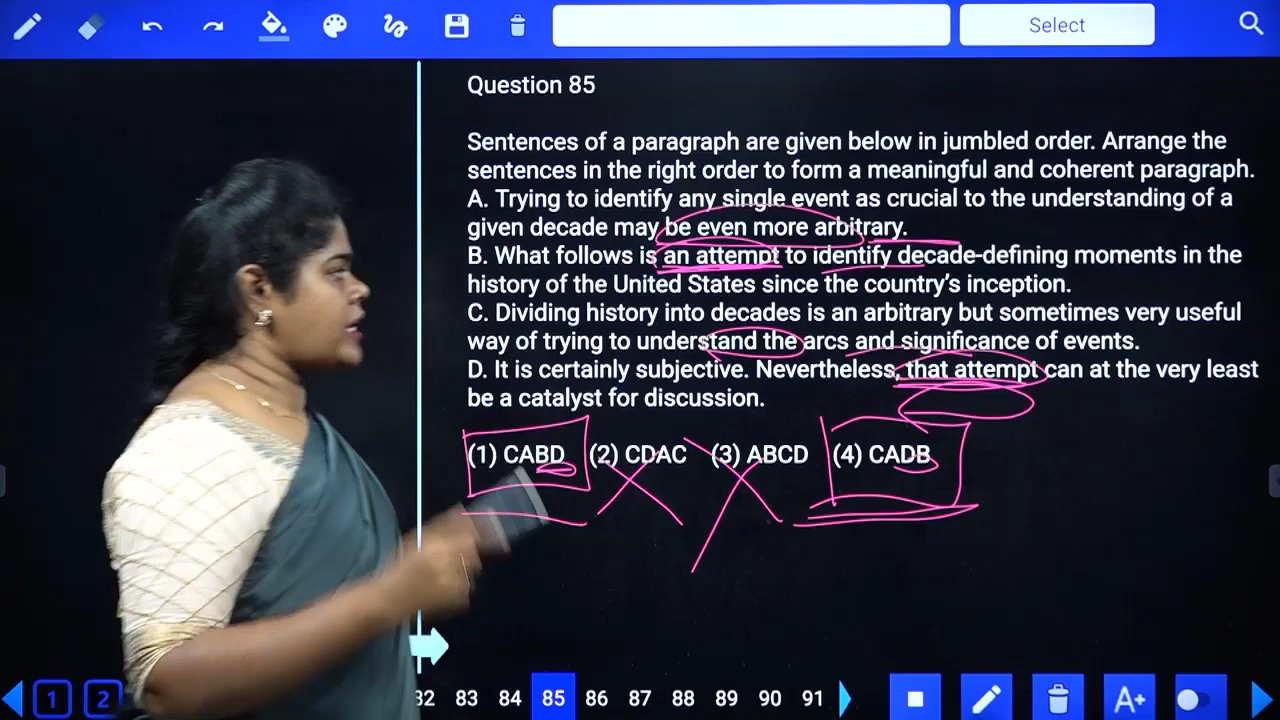 Select
Question 85
Sentences of a paragraph are given below in jumbled order. Arrange the
sentences in the right order to form a meaningful and coherent paragraph.
A. Trying to identify any single event as crucial to the understanding of a
given decade may be even more arbitrary.
B. What follows is an attempt to identify decade-defining moments in the
history of the United States since the country's inception.
C. Dividing history into decades is an arbitrary but sometimes very useful
way of trying to understand the arcs and significance of events.
D. It is certainly subjective. Nevertheless, that attempt can at the very least
be a catalyst for discussion.
(1) CABD (2) CDAC (3) ABCD (4) CADB
1 2 82 83 84 85 86 87 88 89 90 91 A+